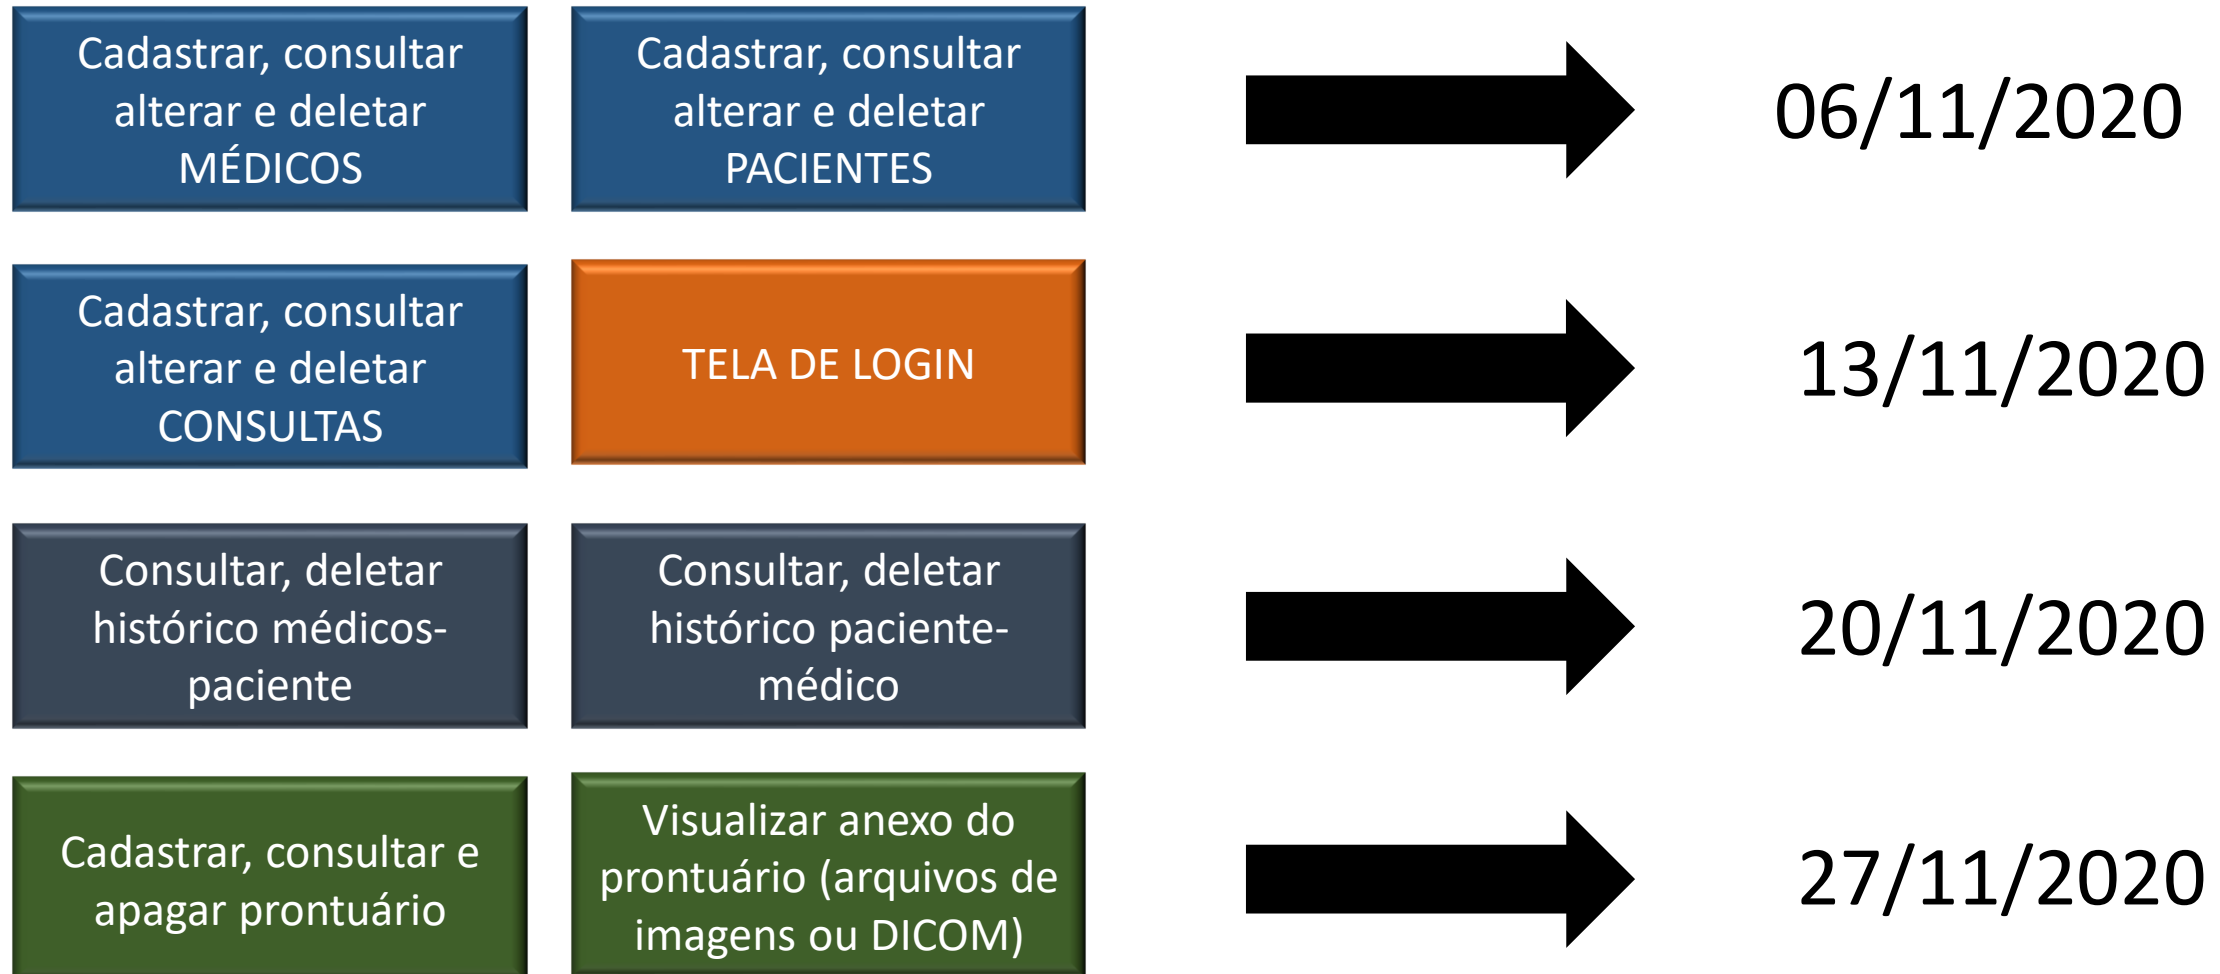 Cadastrar, consultar
alterar e deletar
MÉDICOS
Cadastrar, consultar
alterar e deletar
PACIENTES
06/11/2020
Cadastrar, consultar
alterar e deletar
CONSULTAS
TELA DE LOGIN
13/11/2020
Consultar, deletar
histórico médicos-
paciente
Consultar, deletar
histórico paciente-
médico
20/11/2020
Cadastrar, consultar e
apagar prontuário
Visualizar anexo do
prontuário (arquivos de
imagens ou DICOM)
27/11/2020